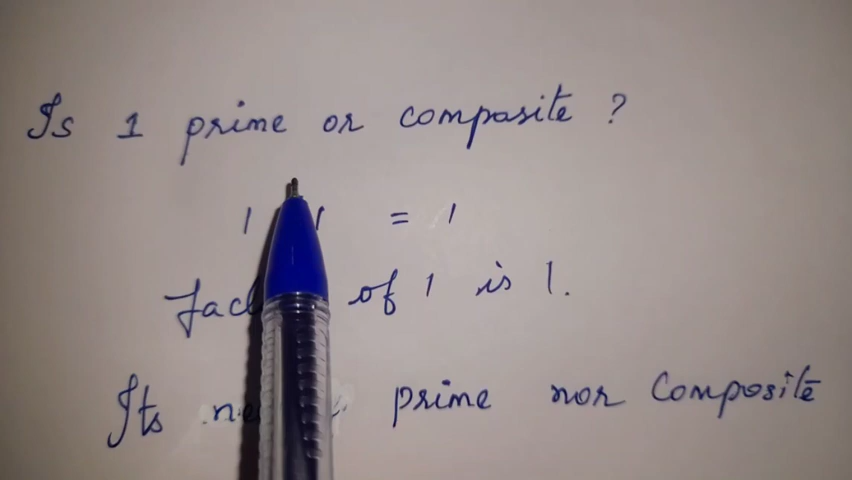 Is 1 prime or composite ?
1 1 = 1
of 1 is 1.
Its prime nor Composite